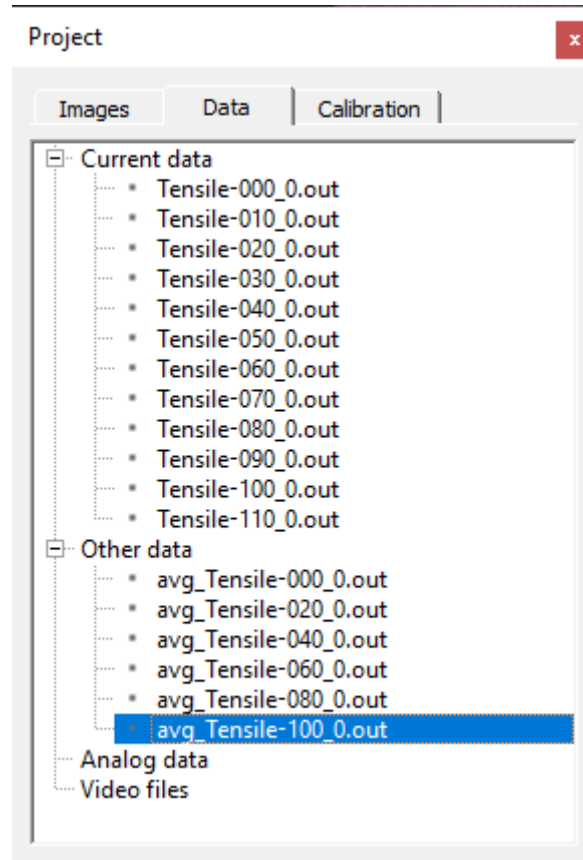 Project
x
Images Data Calibration
Current data
Tensile-000_0.out
Tensile-010_0.out
Tensile-020_0.out
Tensile-030_0.out
Tensile-040_0.out
Tensile-050_0.out
Tensile-060_0.out
Tensile-070_0.out
Tensile-080_0.out
Tensile-090_0.out
Tensile-100_0.out
Tensile-110_0.out
Other data
avg_Tensile-000_0.out
avg_Tensile-020_0.out
avg_Tensile-040_0.out
avg_Tensile-060_0.out
avg_Tensile-080_0.out
avg_Tensile-100_0.out
Analog data
Video files